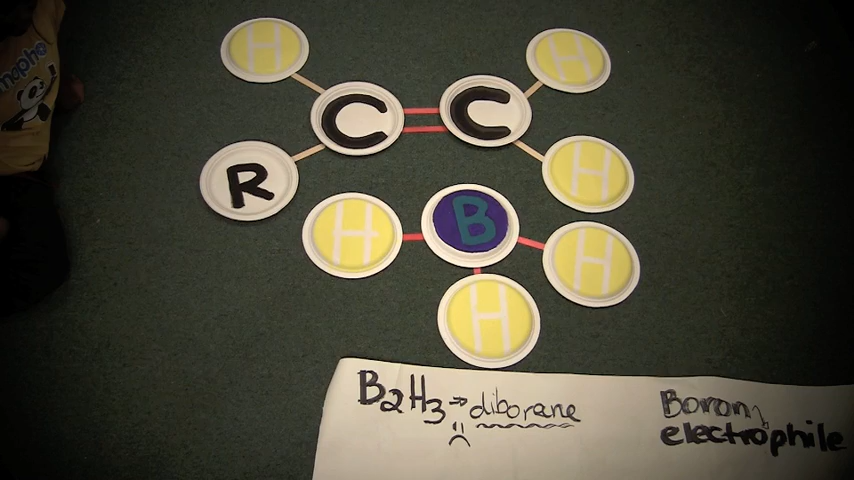 H H
C C
R H
H B H
H
B2H3 → diborane
Boron
electrophile